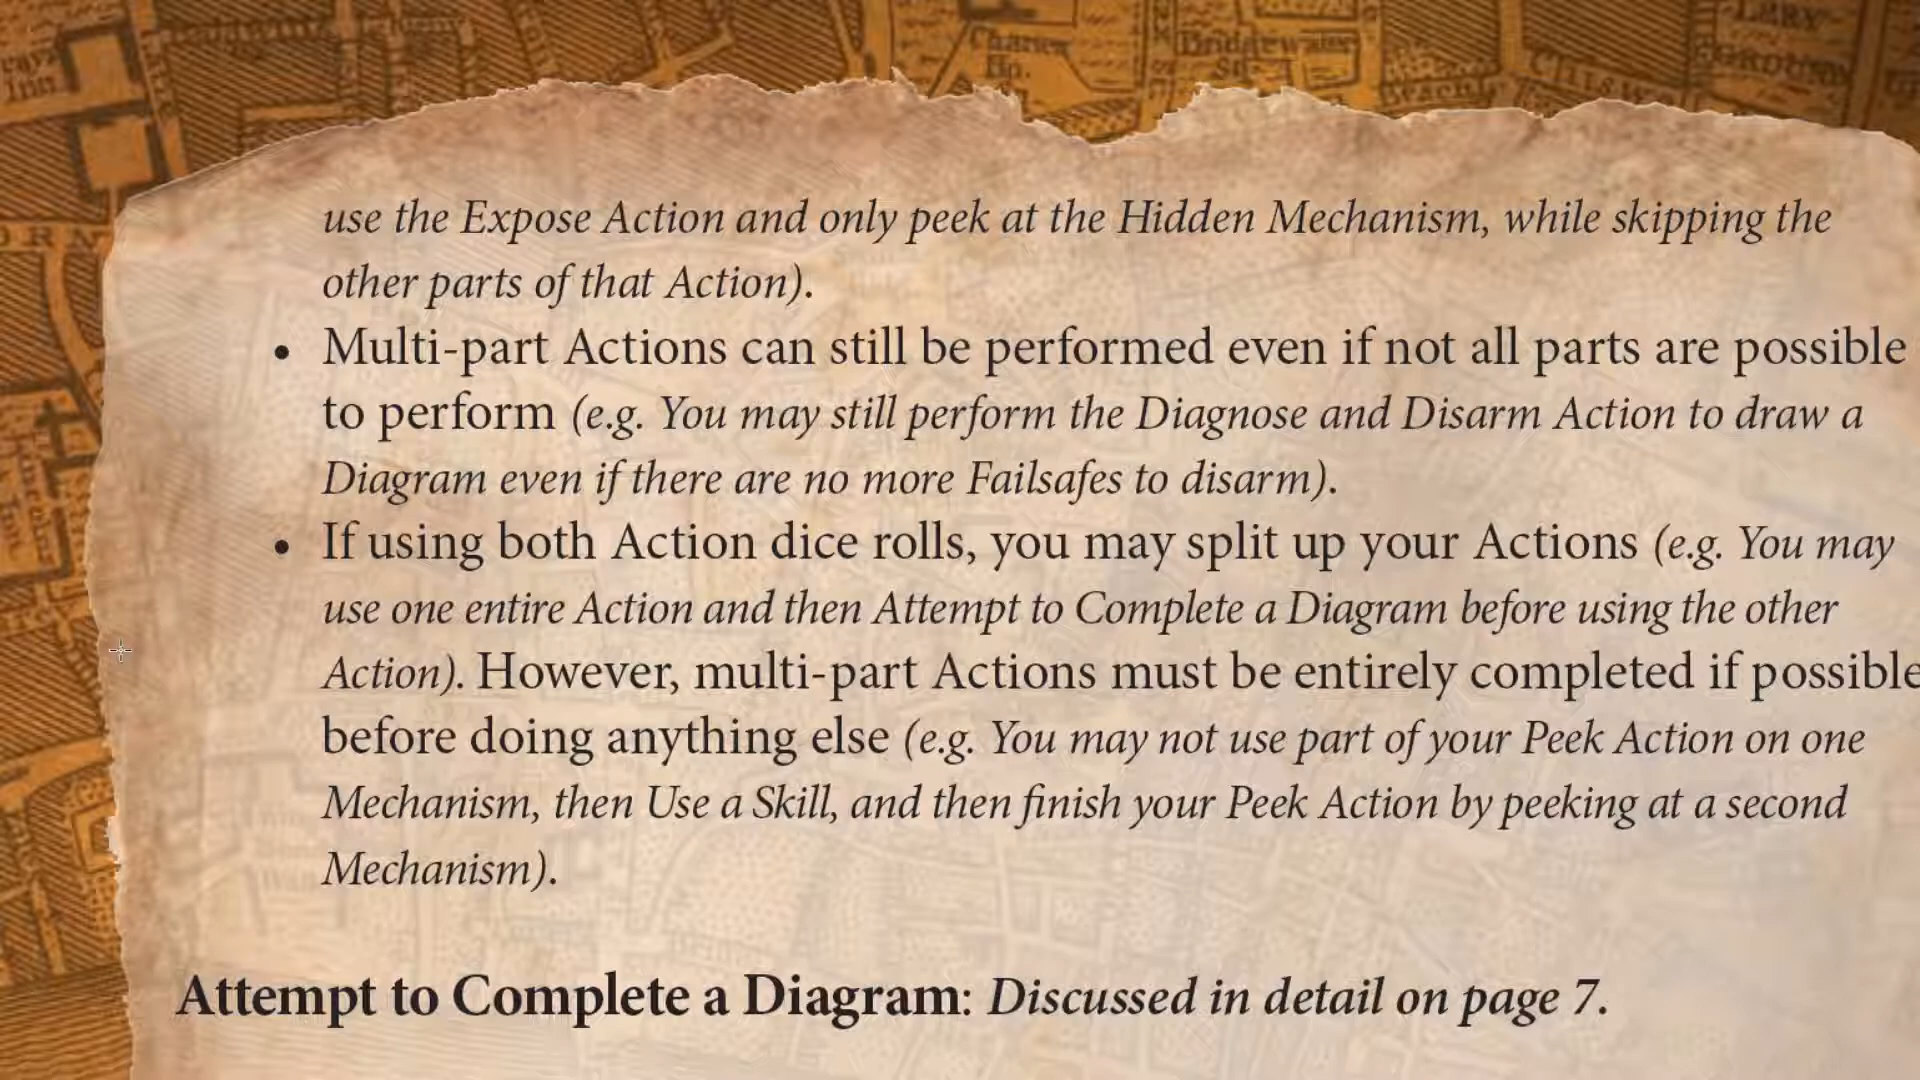 Charter
Ho.
Bridgewater
Sq.
GROUND
rays
Inn
use the Expose Action and only peek at the Hidden Mechanism, while skipping the
other parts of that Action).
• Multi-part Actions can still be performed even if not all parts are possible
to perform (e.g. You may still perform the Diagnose and Disarm Action to draw a
Diagram even if there are no more Failsafes to disarm).
• If using both Action dice rolls, you may split up your Actions (e.g. You may
use one entire Action and then Attempt to Complete a Diagram before using the other
Action). However, multi-part Actions must be entirely completed if possible
before doing anything else (e.g. You may not use part of your Peek Action on one
Mechanism, then Use a Skill, and then finish your Peek Action by peeking at a second
Mechanism).
Attempt to Complete a Diagram: Discussed in detail on page 7.